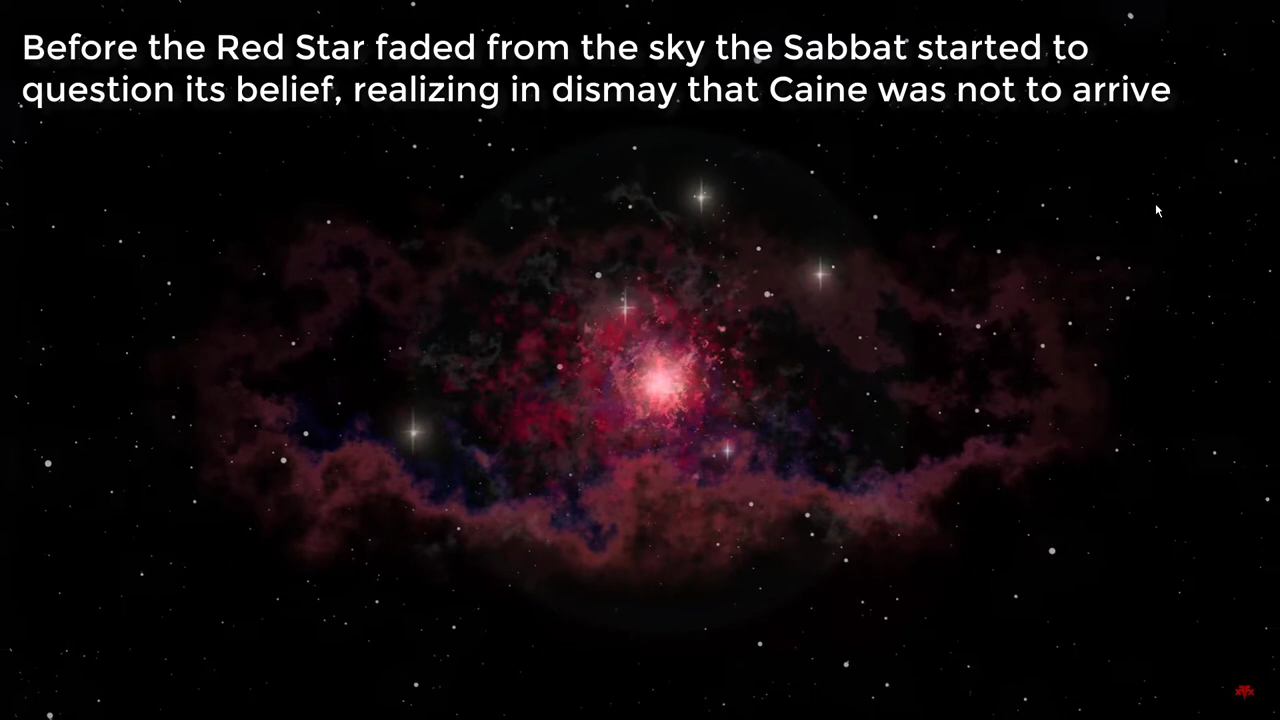 Before the Red Star faded from the sky the Sabbat started to
question its belief, realizing in dismay that Caine was not to arrive